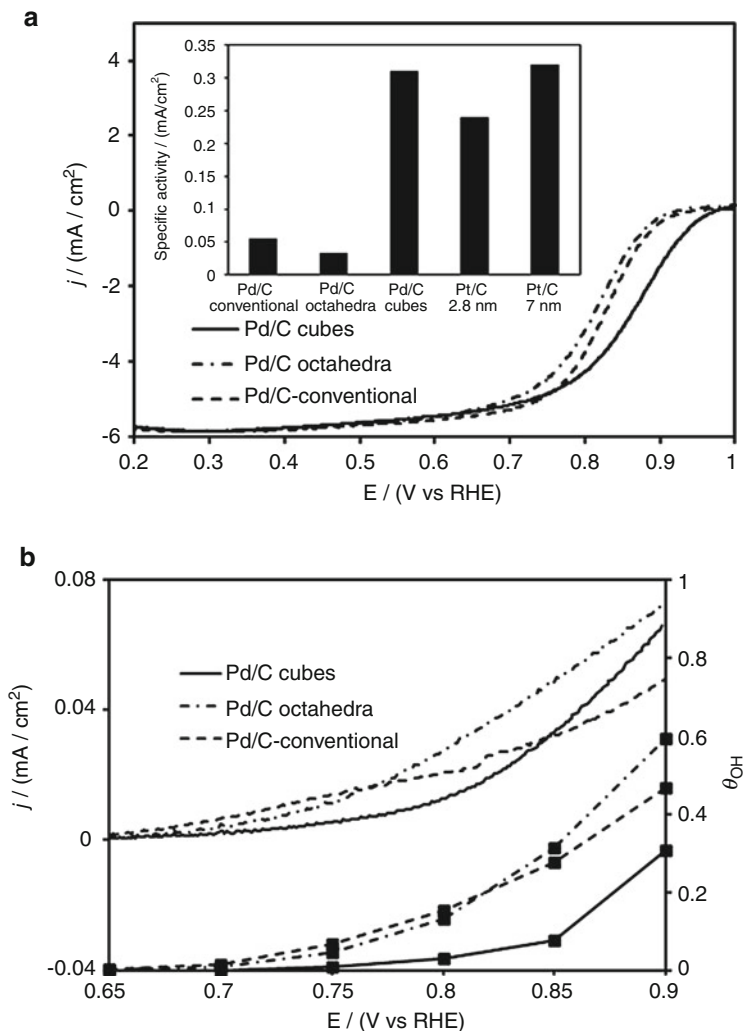 a
4
2
0
-2
-4
-6
j / (mA / cm²)
0.35
0.3
0.25
0.2
0.15
0.1
0.05
0
Specific activity / (mA/cm²)
Pd/C conventional
Pd/C octahedra
Pd/C cubes
Pt/C 2.8 nm
Pt/C 7 nm
Pd/C cubes
Pd/C octahedra
Pd/C-conventional
0.2 0.3 0.4 0.5 0.6 0.7 0.8 0.9 1
E / (V vs RHE)
b
0.08
0.04
0
-0.04
j / (mA / cm²)
Pd/C cubes
Pd/C octahedra
Pd/C-conventional
1
0.8
0.6
0.4
0.2
0
θOH
0.65 0.7 0.75 0.8 0.85 0.9
E / (V vs RHE)